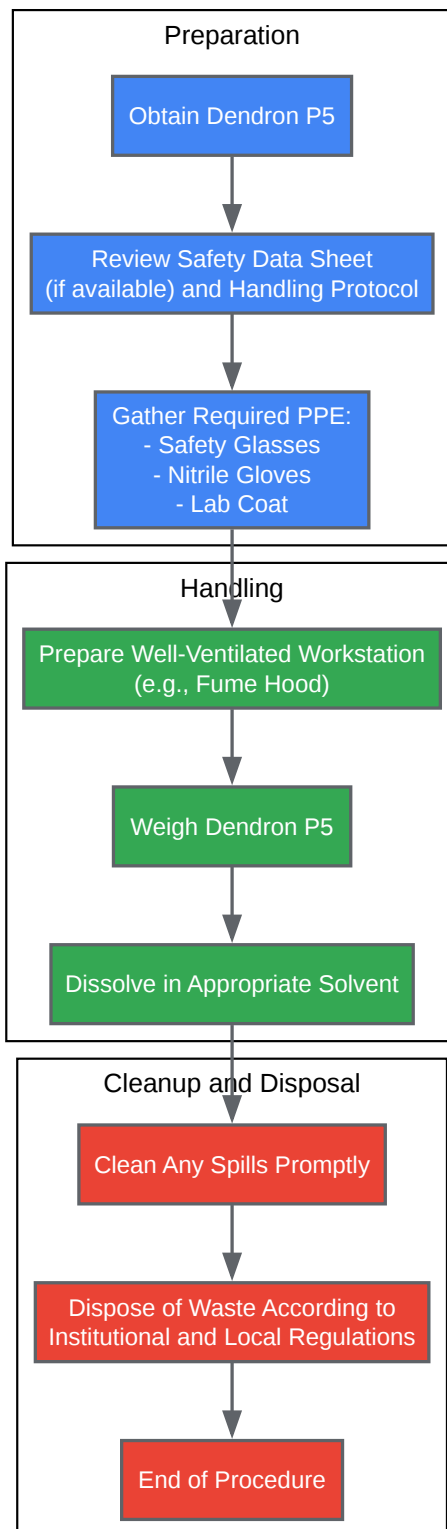 Preparation
Obtain Dendron P5
Review Safety Data Sheet
(if available) and Handling Protocol
Gather Required PPE:
- Safety Glasses
- Nitrile Gloves
- Lab Coat
Handling
Prepare Well-Ventilated Workstation
(e.g., Fume Hood)
Weigh Dendron P5
Dissolve in Appropriate Solvent
Cleanup and Disposal
Clean Any Spills Promptly
Dispose of Waste According to
Institutional and Local Regulations
End of Procedure